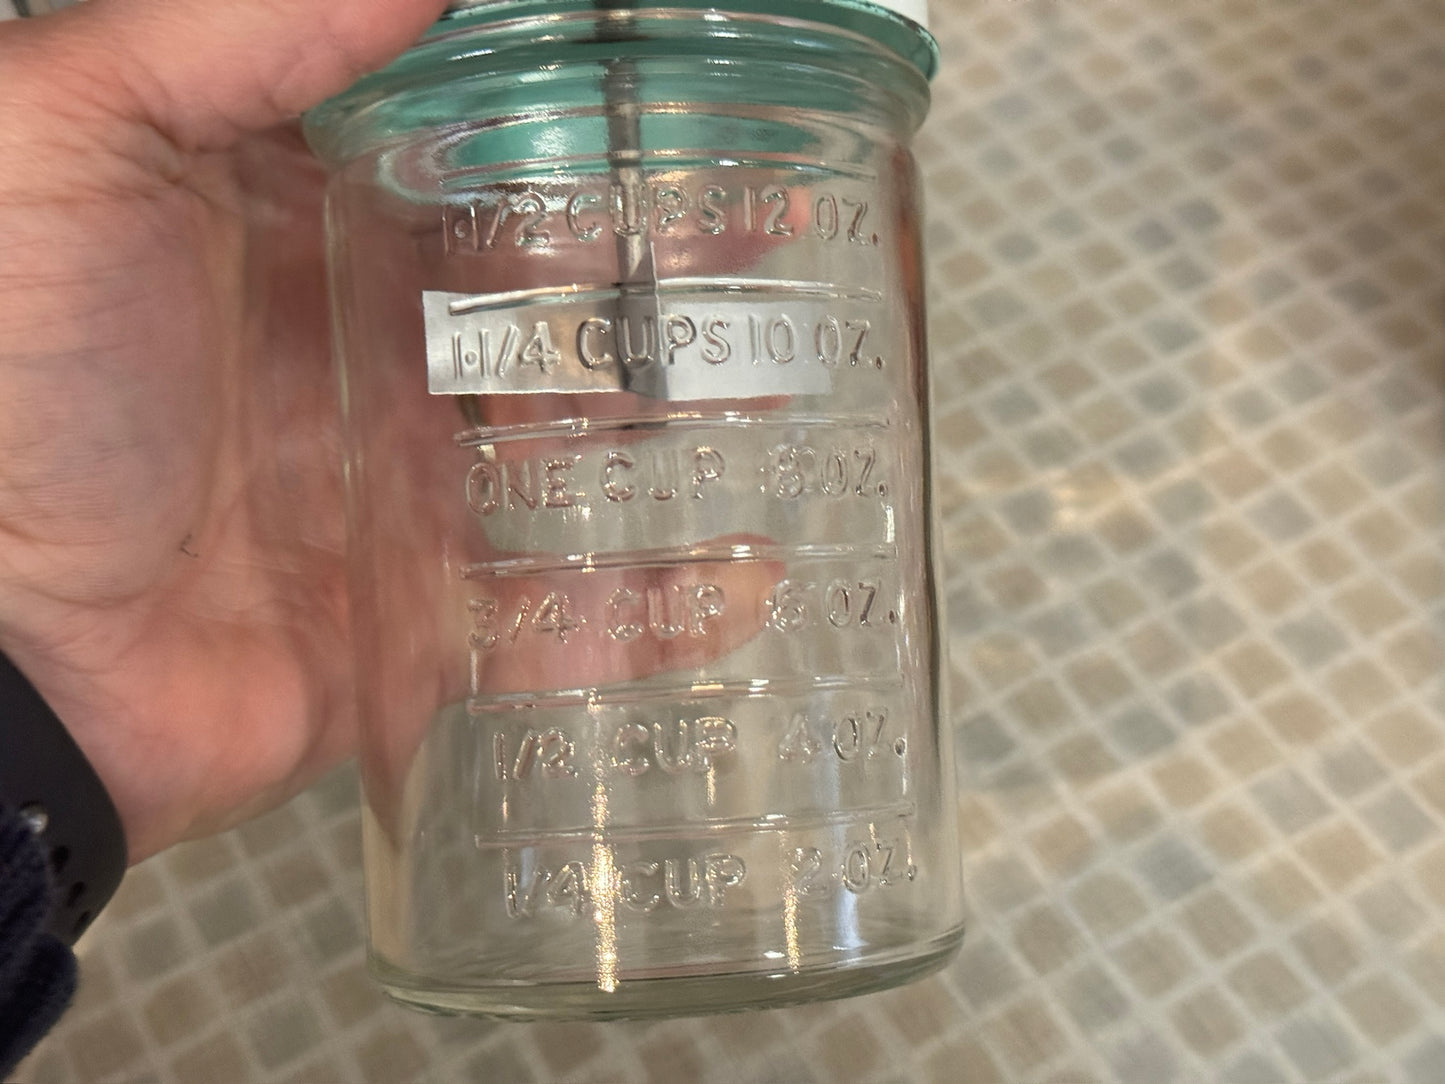 1-1/2 CUPS 12 OZ.
1-1/4 CUPS 10 OZ.
ONE CUP 8 OZ.
3/4 CUP 6 OZ.
1/2 CUP 4 OZ.
1/4 CUP 2 OZ.